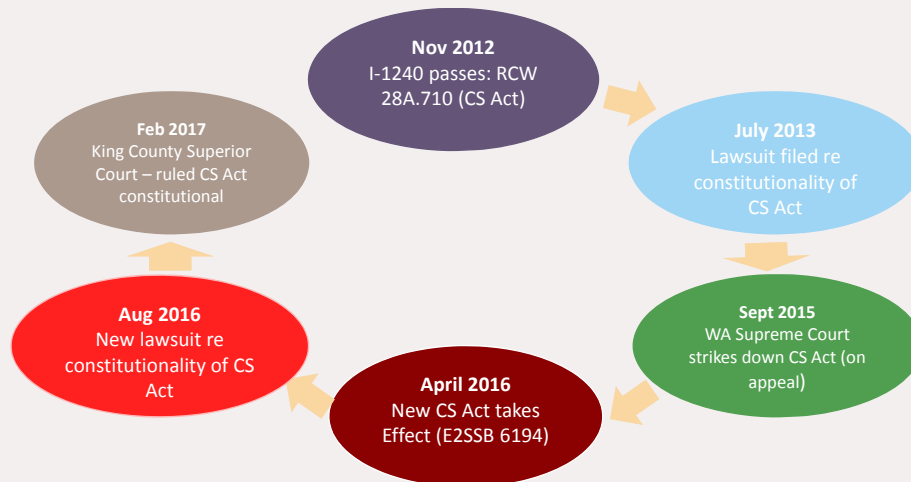 Nov 2012
I-1240 passes: RCW
28A.710 (CS Act)
July 2013
Lawsuit filed re
constitutionality of
CS Act
Sept 2015
WA Supreme Court
strikes down CS Act (on
appeal)
April 2016
New CS Act takes
Effect (E2SSB 6194)
Aug 2016
New lawsuit re
constitutionality of CS
Act
Feb 2017
King County Superior
Court – ruled CS Act
constitutional